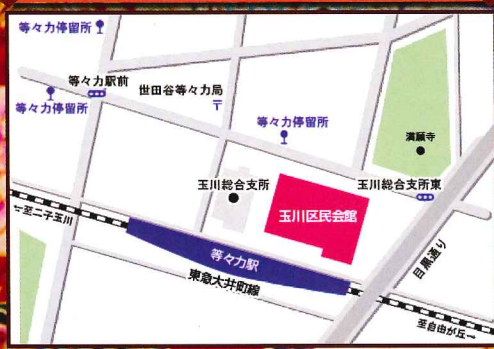 等々力停留所
等々力駅前
世田谷等々力局
〒
等々力停留所
等々力停留所
満願寺
玉川総合支所
玉川総合支所東
玉川区民会館
←至二子玉川
等々力駅
東急大井町線
目黒通り
至自由が丘→